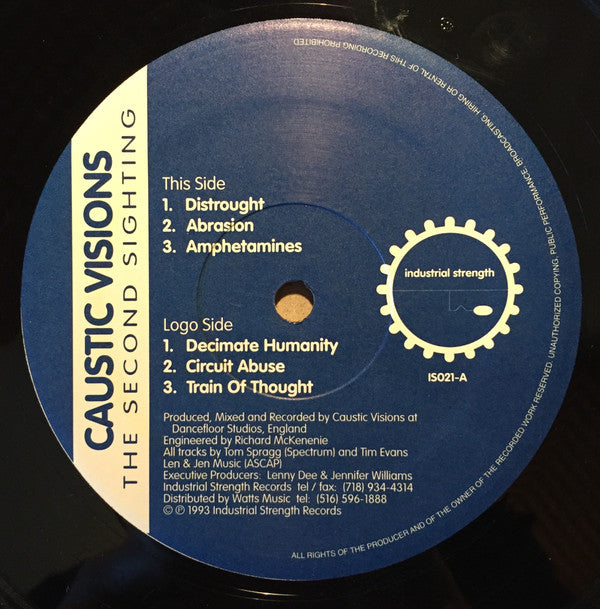 CAUSTIC VISIONS
THE SECOND SIGHTING
This Side
1. Distrought
2. Abrasion
3. Amphetamines
Logo Side
1. Decimate Humanity
2. Circuit Abuse
3. Train Of Thought
Produced, Mixed and Recorded by Caustic Visions at
Dancefloor Studios, England
Engineered by Richard McKenenie
All tracks by Tom Spragg (Spectrum) and Tim Evans
Len & Jen Music (ASCAP)
Executive Producers: Lenny Dee & Jennifer Williams
Industrial Strength Records tel / fax: (718) 934-4314
Distributed by Watts Music tel: (516) 596-1888
© ℗ 1993 Industrial Strength Records
industrial strength
IS021-A
ALL RIGHTS OF THE PRODUCER AND OF THE OWNER OF THE RECORDED WORK RESERVED. UNAUTHORIZED COPYING, PUBLIC PERFORMANCE, BROADCASTING, HIRING OR RENTAL OF THIS RECORDING PROHIBITED